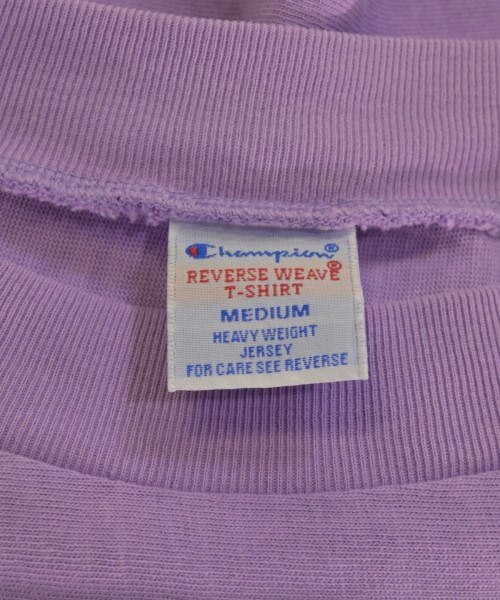 Champion®
REVERSE WEAVE®
T-SHIRT
MEDIUM
HEAVY WEIGHT
JERSEY
FOR CARE SEE REVERSE